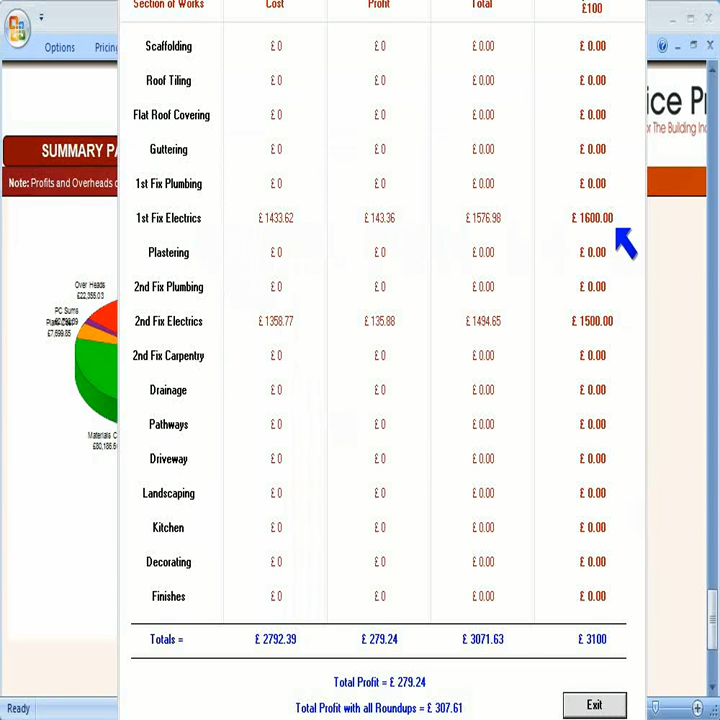 Section of Works Cost Profit Total £100
Options Pricing
Scaffolding £ 0 £ 0 £ 0.00 £ 0.00
Roof Tiling £ 0 £ 0 £ 0.00 £ 0.00
ice Pr
Flat Roof Covering £ 0 £ 0 £ 0.00 £ 0.00
or The Building Ind
SUMMARY PA
Guttering £ 0 £ 0 £ 0.00 £ 0.00
Note: Profits and Overheads
1st Fix Plumbing £ 0 £ 0 £ 0.00 £ 0.00
1st Fix Electrics £ 1433.62 £ 143.36 £ 1576.98 £ 1600.00
Plastering £ 0 £ 0 £ 0.00 £ 0.00
Over Heads
£22,355.03
2nd Fix Plumbing £ 0 £ 0 £ 0.00 £ 0.00
PC Sums
2nd Fix Electrics £ 1358.77 £ 135.88 £ 1494.65 £ 1500.00
£7,699.85
2nd Fix Carpentry £ 0 £ 0 £ 0.00 £ 0.00
Drainage £ 0 £ 0 £ 0.00 £ 0.00
Pathways £ 0 £ 0 £ 0.00 £ 0.00
Materials C
£80,186.6
Driveway £ 0 £ 0 £ 0.00 £ 0.00
Landscaping £ 0 £ 0 £ 0.00 £ 0.00
Kitchen £ 0 £ 0 £ 0.00 £ 0.00
Decorating £ 0 £ 0 £ 0.00 £ 0.00
Finishes £ 0 £ 0 £ 0.00 £ 0.00
Totals = £ 2792.39 £ 279.24 £ 3071.63 £ 3100
Total Profit = £ 279.24
Total Profit with all Roundups = £ 307.61
Exit
Ready